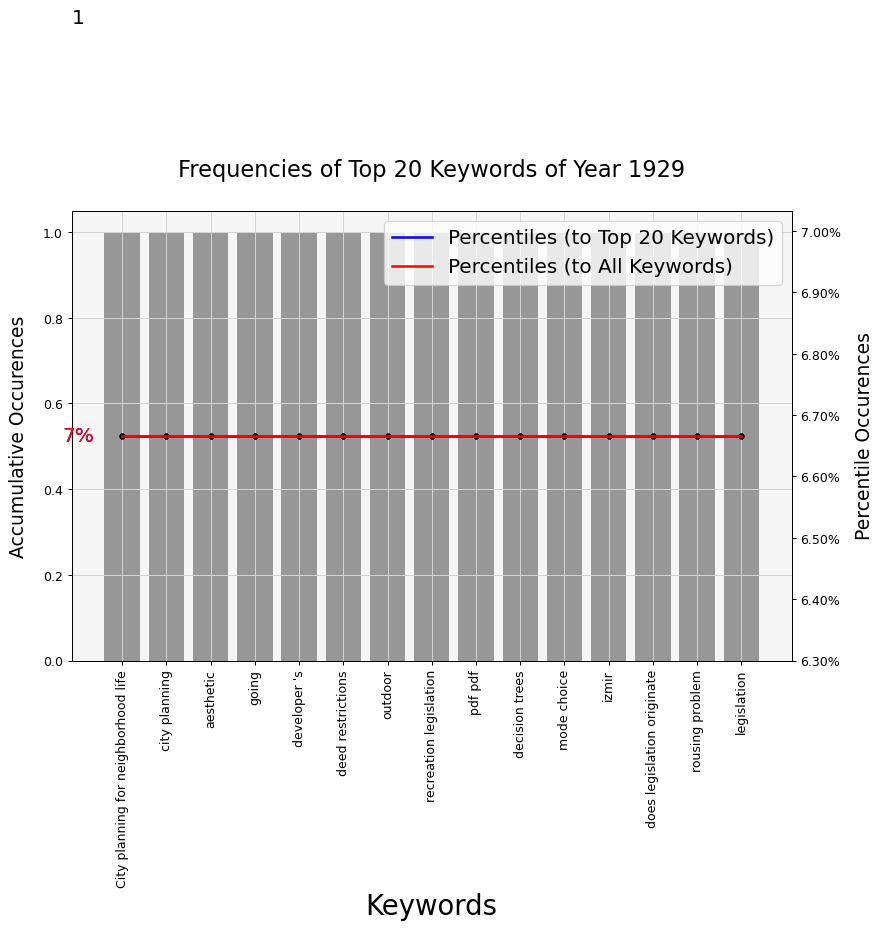 1
Frequencies of Top 20 Keywords of Year 1929
Percentiles (to Top 20 Keywords)
Percentiles (to All Keywords)
Accumulative Occurences
1.0
0.8
0.6
0.4
0.2
0.0
7%
7.00%
6.90%
6.80%
6.70%
6.60%
6.50%
6.40%
6.30%
Percentile Occurences
City planning for neighborhood life
city planning
aesthetic
going
developer 's
deed restrictions
outdoor
recreation legislation
pdf pdf
decision trees
mode choice
izmir
does legislation originate
rousing problem
legislation
Keywords